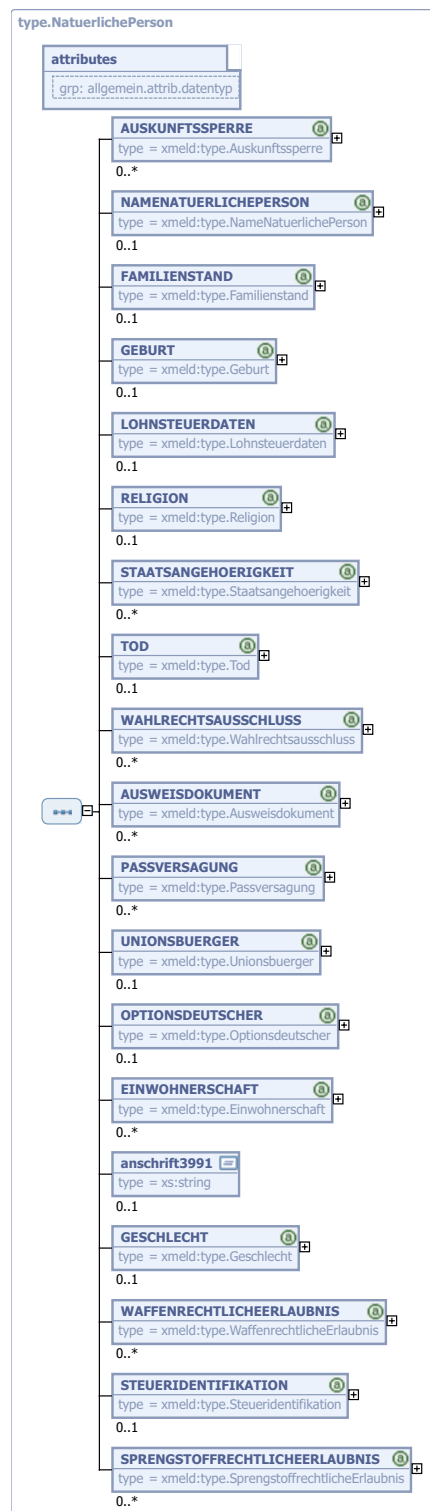 type.NatuerlichePerson
attributes
grp: allgemein.attrib.datentyp
AUSKUNFTSSPERRE
type = xmeld:type.Auskunftssperre
0..*
NAMENATUERLICHEPERSON
type = xmeld:type.NameNatuerlichePerson
0..1
FAMILIENSTAND
type = xmeld:type.Familienstand
0..1
GEBURT
type = xmeld:type.Geburt
0..1
LOHNSTEUERDATEN
type = xmeld:type.Lohnsteuerdaten
0..1
RELIGION
type = xmeld:type.Religion
0..1
STAATSANGEHOERIGKEIT
type = xmeld:type.Staatsangehoerigkeit
0..*
TOD
type = xmeld:type.Tod
0..1
WAHLRECHTSAUSSCHLUSS
type = xmeld:type.Wahlrechtsausschluss
0..*
AUSWEISDOKUMENT
type = xmeld:type.Ausweisdokument
0..*
PASSVERSAGUNG
type = xmeld:type.Passversagung
0..*
UNIONSBUERGER
type = xmeld:type.Unionsbuerger
0..1
OPTIONSDEUTSCHER
type = xmeld:type.Optionsdeutscher
0..1
EINWOHNERSCHAFT
type = xmeld:type.Einwohnerschaft
0..*
anschrift3991
type = xs:string
0..1
GESCHLECHT
type = xmeld:type.Geschlecht
0..1
WAFFENRECHTLICHEERLAUBNIS
type = xmeld:type.WaffenrechtlicheErlaubnis
0..*
STEUERIDENTIFIKATION
type = xmeld:type.Steueridentifikation
0..1
SPRENGSTOFFRECHTLICHEERLAUBNIS
type = xmeld:type.SprengstoffrechtlicheErlaubnis
0..*